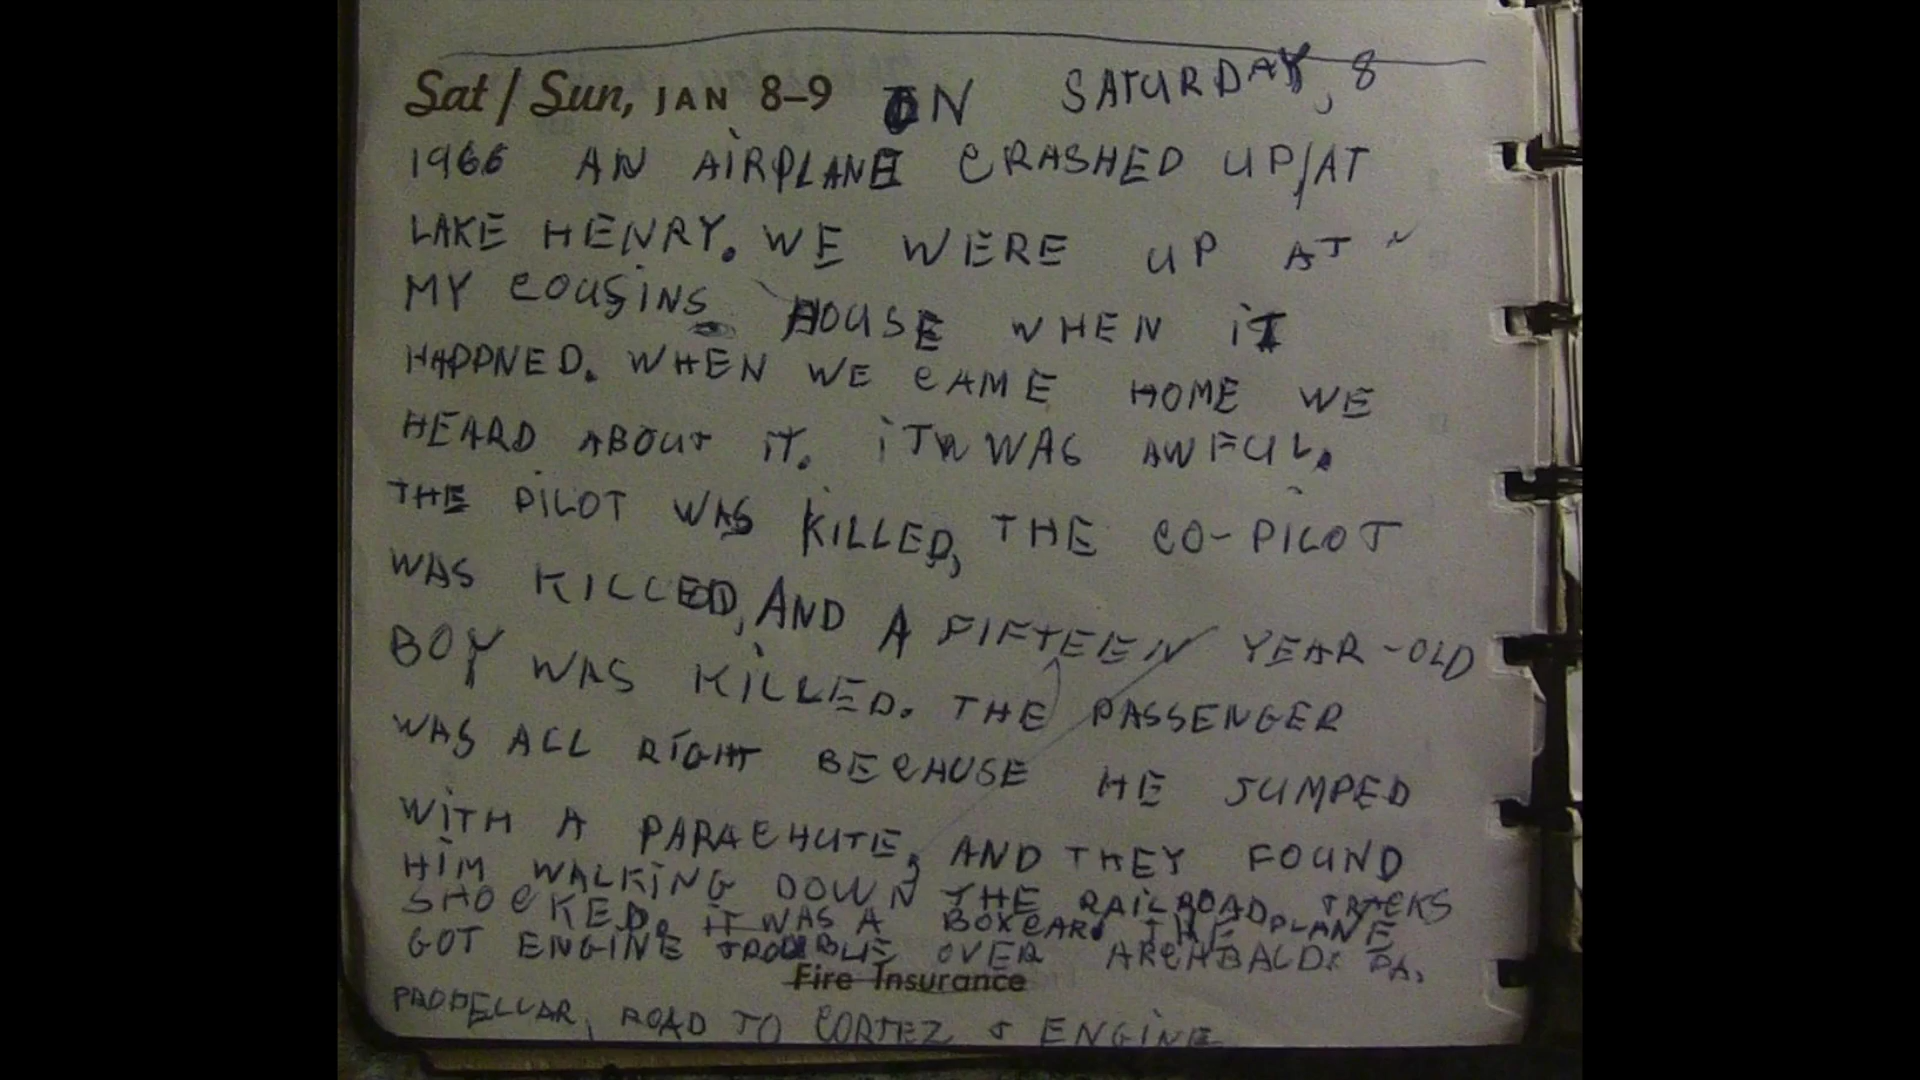 Sat/Sun, JAN 8-9 ON SATURDAY, 8
1966 AN AiRPLANE CRASHED UP/AT
LAKE HENRY. WE WERE UP AT
MY COUSiNS HOUSE WHEN iT
HAPPNED. WHEN WE CAME HOME WE
HEARD ABOUT iT. iT WAS AWFUL.
THE PiLOT WAS KiLLED, THE CO-PiLOT
WAS KiLLED, AND A FIFTEEN YEAR-OLD
BOY WAS KiLLED. THE PASSENGER
WAS ALL RiGHT BECAUSE HE JUMPED
WiTH A PARACHUTE, AND THEY FOUND
HiM WALKiNG DOWN THE RAiLROAD TRACKS
SHOCKED. iT WAS A BOXCAR. THE PLANE
GOT ENGINE TROUBLE OVER ARCHBALD, PA.
Fire Insurance
PROPELLAR, ROAD TO CORTEZ & ENGiNE